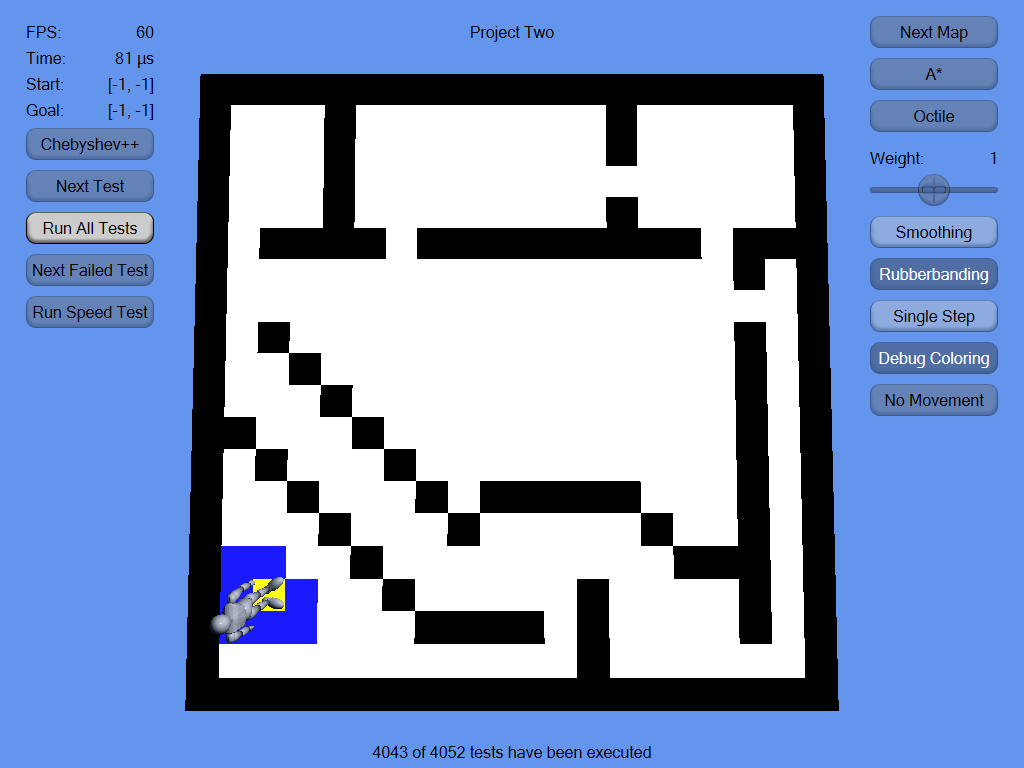 FPS: 60
Time: 81 µs
Start: [-1, -1]
Goal: [-1, -1]
Chebyshev++
Next Test
Run All Tests
Next Failed Test
Run Speed Test
Project Two
Next Map
A*
Octile
Weight: 1
Smoothing
Rubberbanding
Single Step
Debug Coloring
No Movement
4043 of 4052 tests have been executed